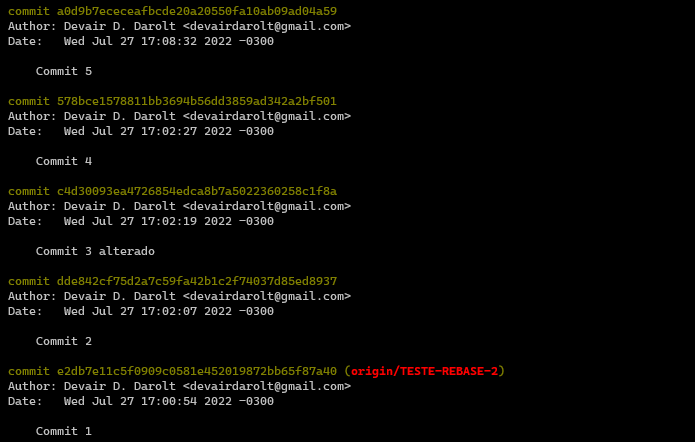 commit a0d9b7ececeafbcde20a20550fa10ab09ad04a59
Author: Devair D. Darolt <devairdarolt@gmail.com>
Date:   Wed Jul 27 17:08:32 2022 -0300
Commit 5
commit 578bce1578811bb3694b56dd3859ad342a2bf501
Author: Devair D. Darolt <devairdarolt@gmail.com>
Date:   Wed Jul 27 17:02:27 2022 -0300
Commit 4
commit c4d30093ea4726854edca8b7a5022360258c1f8a
Author: Devair D. Darolt <devairdarolt@gmail.com>
Date:   Wed Jul 27 17:02:19 2022 -0300
Commit 3 alterado
commit dde842cf75d2a7c59fa42b1c2f74037d85ed8937
Author: Devair D. Darolt <devairdarolt@gmail.com>
Date:   Wed Jul 27 17:02:07 2022 -0300
Commit 2
commit e2db7e11c5f0909c0581e452019872bb65f87a40 (origin/TESTE-REBASE-2)
Author: Devair D. Darolt <devairdarolt@gmail.com>
Date:   Wed Jul 27 17:00:54 2022 -0300
Commit 1